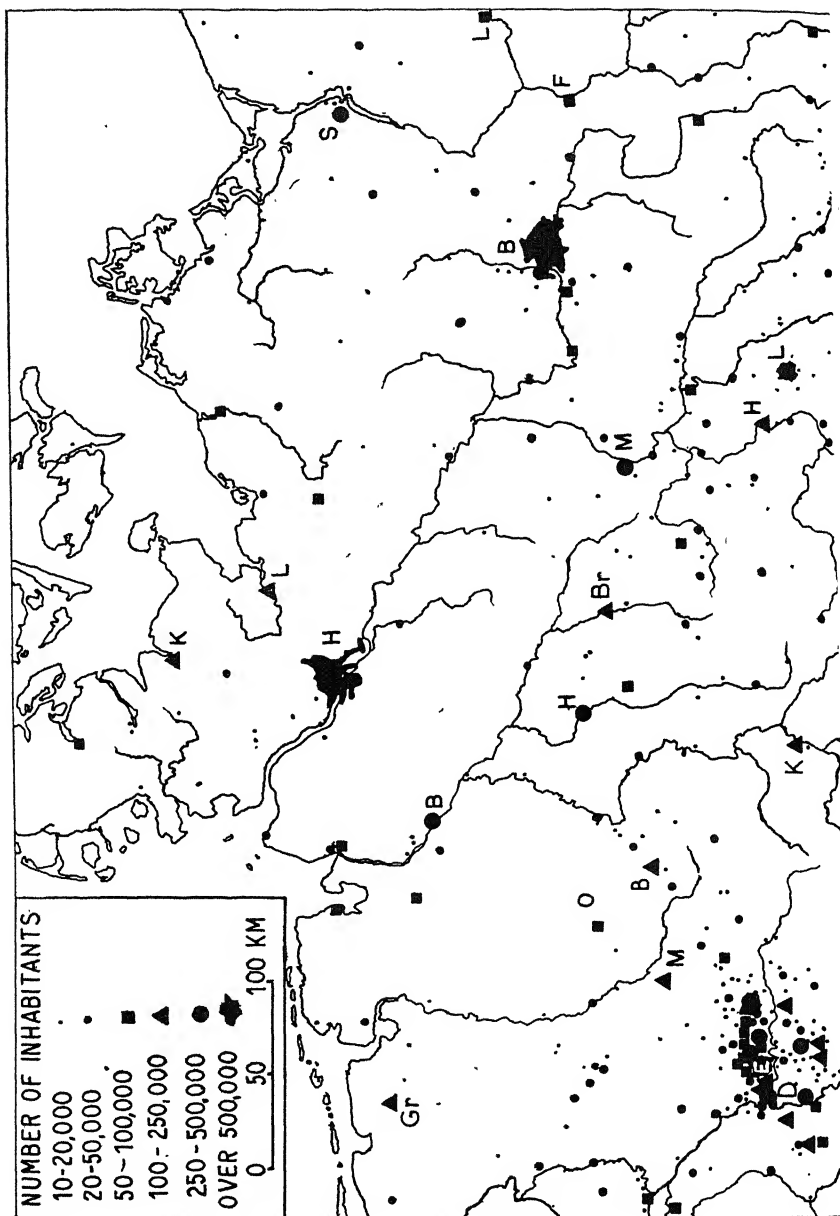 NUMBER OF INHABITANTS
10-20,000
20-50,000
50-100,000
100-250,000
250-500,000
OVER 500,000
0 50 100 KM
K
L
S
H
Gr
B
B
L
F
O
H
Br
M
B
M
E
D
K
H
L